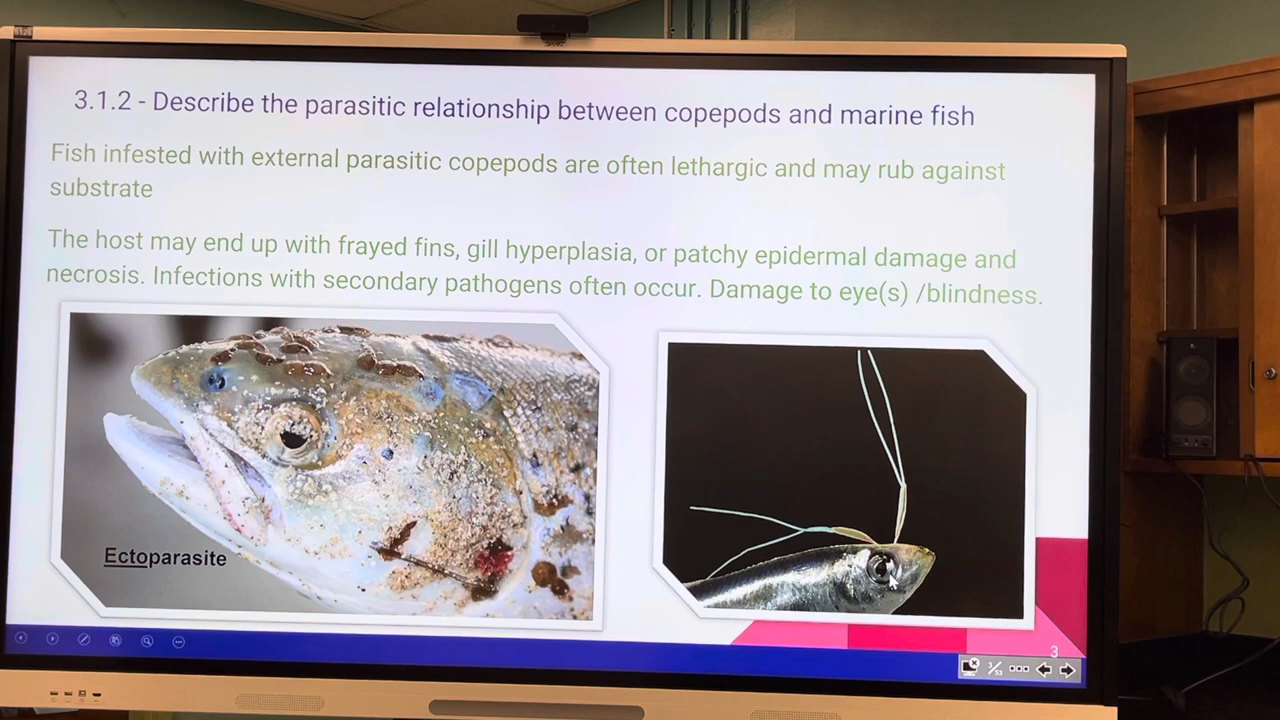 3.1.2 - Describe the parasitic relationship between copepods and marine fish
Fish infested with external parasitic copepods are often lethargic and may rub against
substrate
The host may end up with frayed fins, gill hyperplasia, or patchy epidermal damage and
necrosis. Infections with secondary pathogens often occur. Damage to eye(s) /blindness.
Ectoparasite
3
3/53